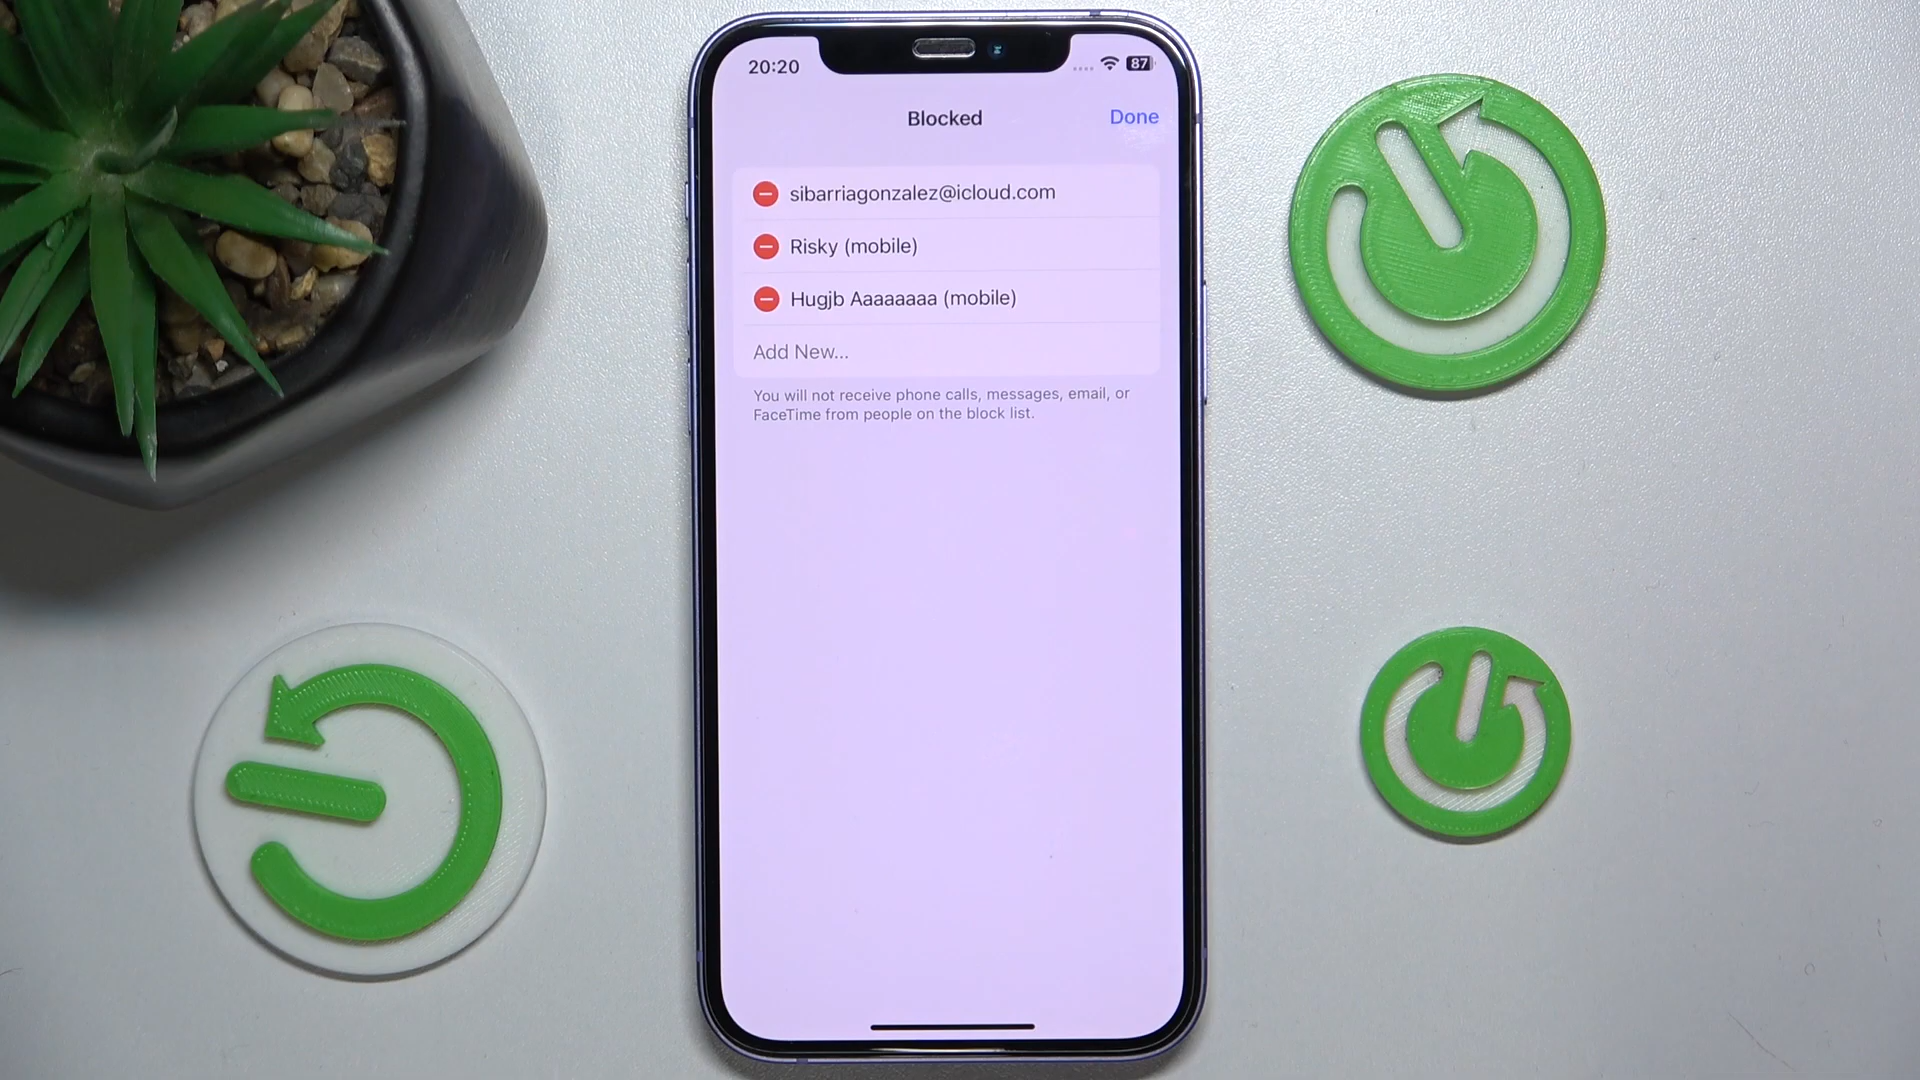 20:20
87
Blocked
Done
sibarriagonzalez@icloud.com
Risky (mobile)
Hugjb Aaaaaaaa (mobile)
Add New...
You will not receive phone calls, messages, email, or
FaceTime from people on the block list.